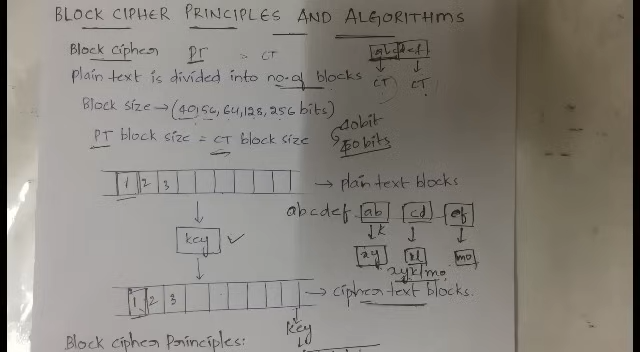 BLOCK CIPHER PRINCIPLES AND ALGORITHMS
Block cipher PT CT abcdef
CT CT
Plain text is divided into no.of blocks
Block size → (40,56,64,128,256 bits)
PT block size = CT block size
40bit
bits
1 2 3 → plain text blocks
abcdef ab cd ef
key ✓
k
xy mo
1 2 3 → cipher text blocks.
key
Block cipher Principles: